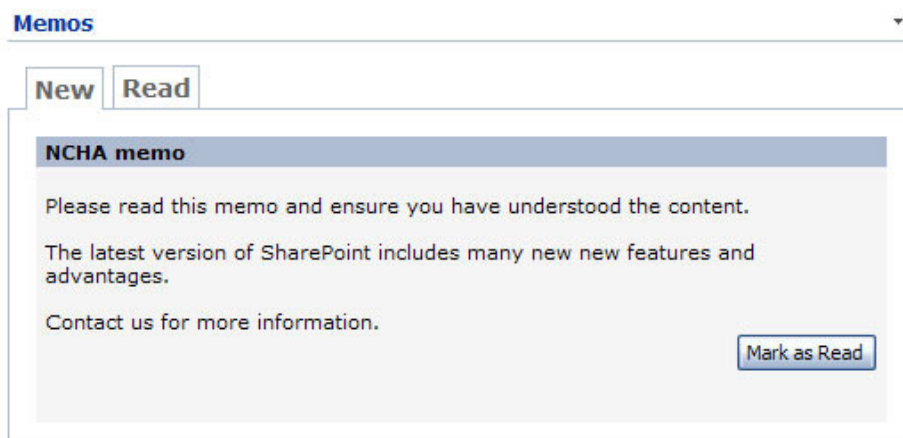 Memos
New Read
NCHA memo
Please read this memo and ensure you have understood the content.
The latest version of SharePoint includes many new new features and
advantages.
Contact us for more information.
Mark as Read